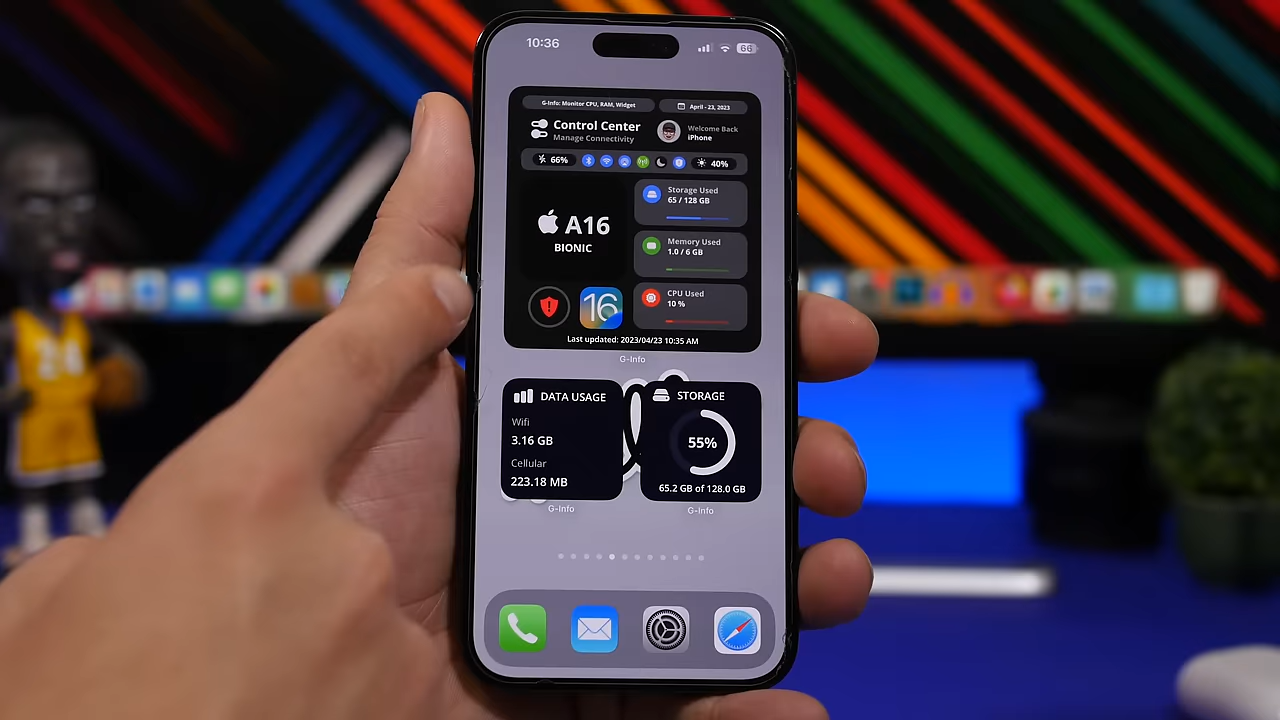 10:36
66
G-Info: Monitor CPU, RAM, Widget
April - 23, 2023
Control Center
Manage Connectivity
Welcome Back
iPhone
66%
40%
A16
BIONIC
Storage Used
65 / 128 GB
Memory Used
1.0 / 6 GB
CPU Used
10 %
16
Last updated: 2023/04/23 10:35 AM
G-Info
DATA USAGE
Wifi
3.16 GB
Cellular
223.18 MB
STORAGE
55%
65.2 GB of 128.0 GB
G-Info
G-Info
24